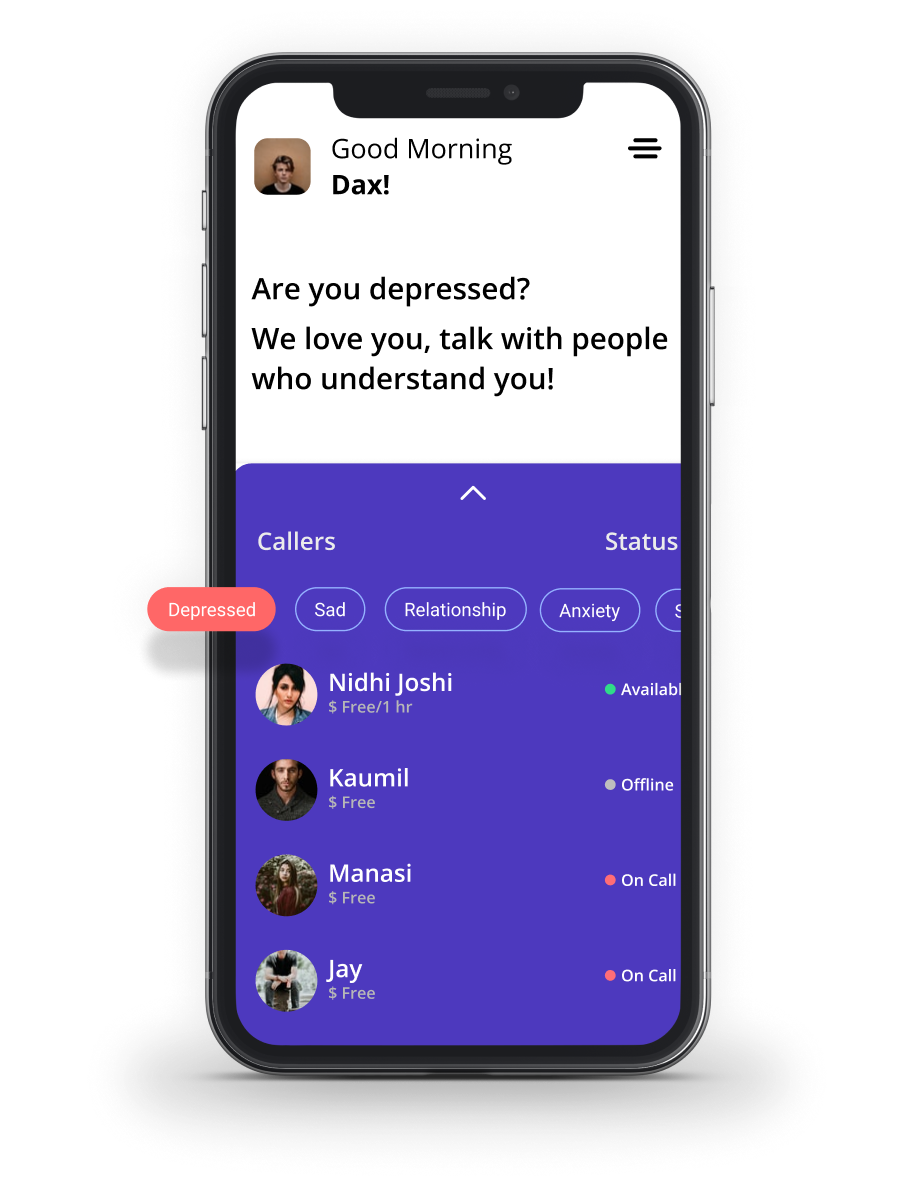 Good Morning
Dax!
Are you depressed?
We love you, talk with people
who understand you!
Callers
Status
Depressed
Sad
Relationship
Anxiety
S
Nidhi Joshi
$ Free/1 hr
Availabl
Kaumil
$ Free
Offline
Manasi
$ Free
On Call
Jay
$ Free
On Call